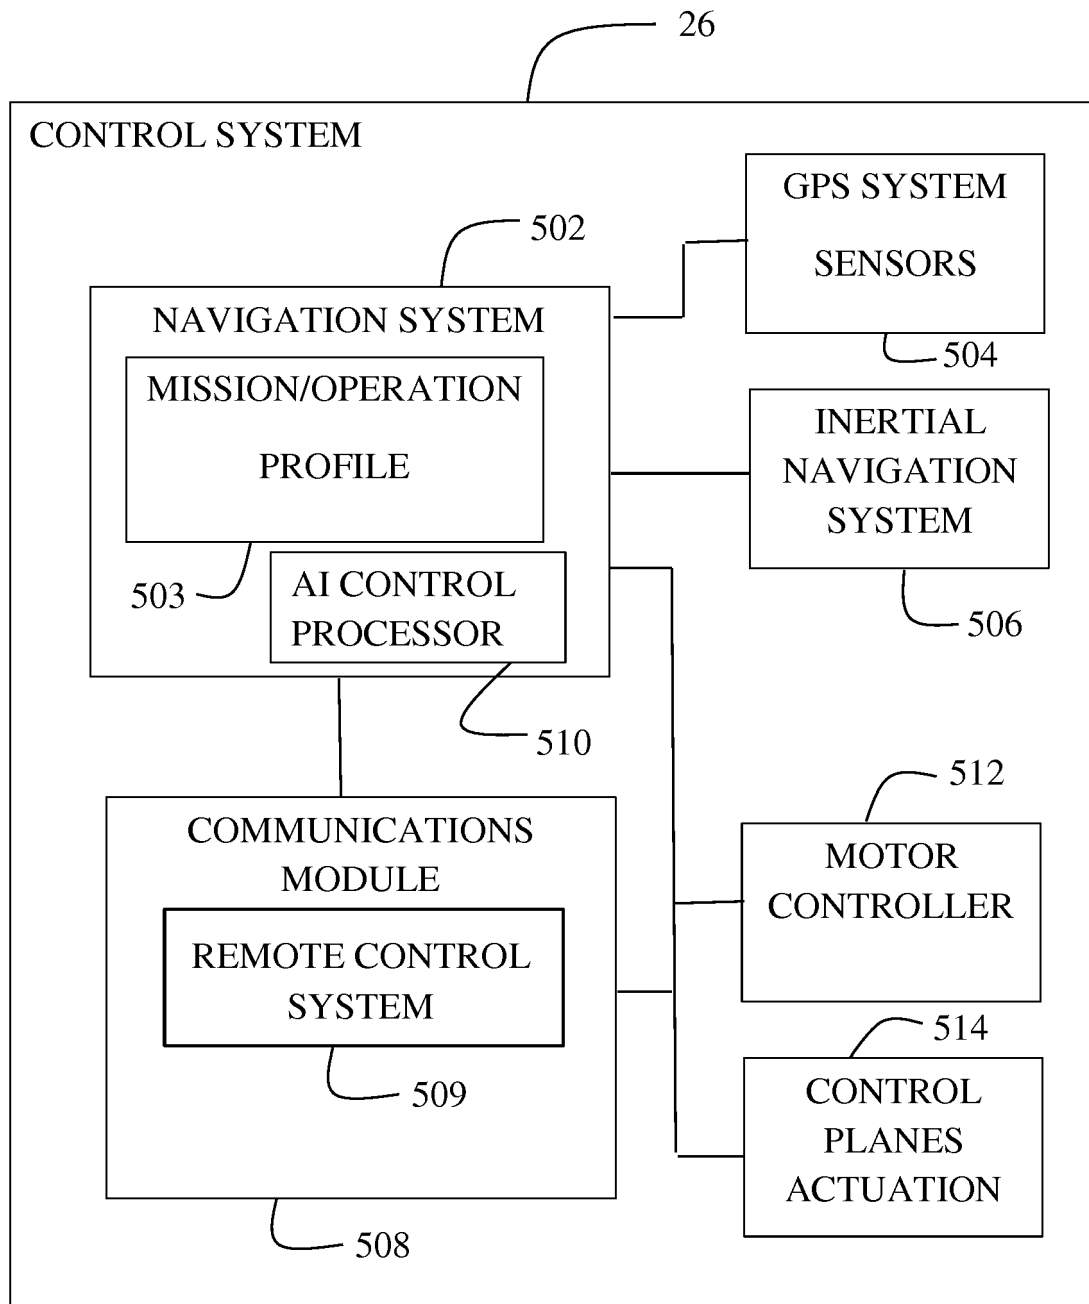 26
CONTROL SYSTEM
GPS SYSTEM
SENSORS
504
502
NAVIGATION SYSTEM
MISSION/OPERATION
PROFILE
503
AI CONTROL
PROCESSOR
510
INERTIAL
NAVIGATION
SYSTEM
506
COMMUNICATIONS
MODULE
REMOTE CONTROL
SYSTEM
509
508
512
MOTOR
CONTROLLER
514
CONTROL
PLANES
ACTUATION